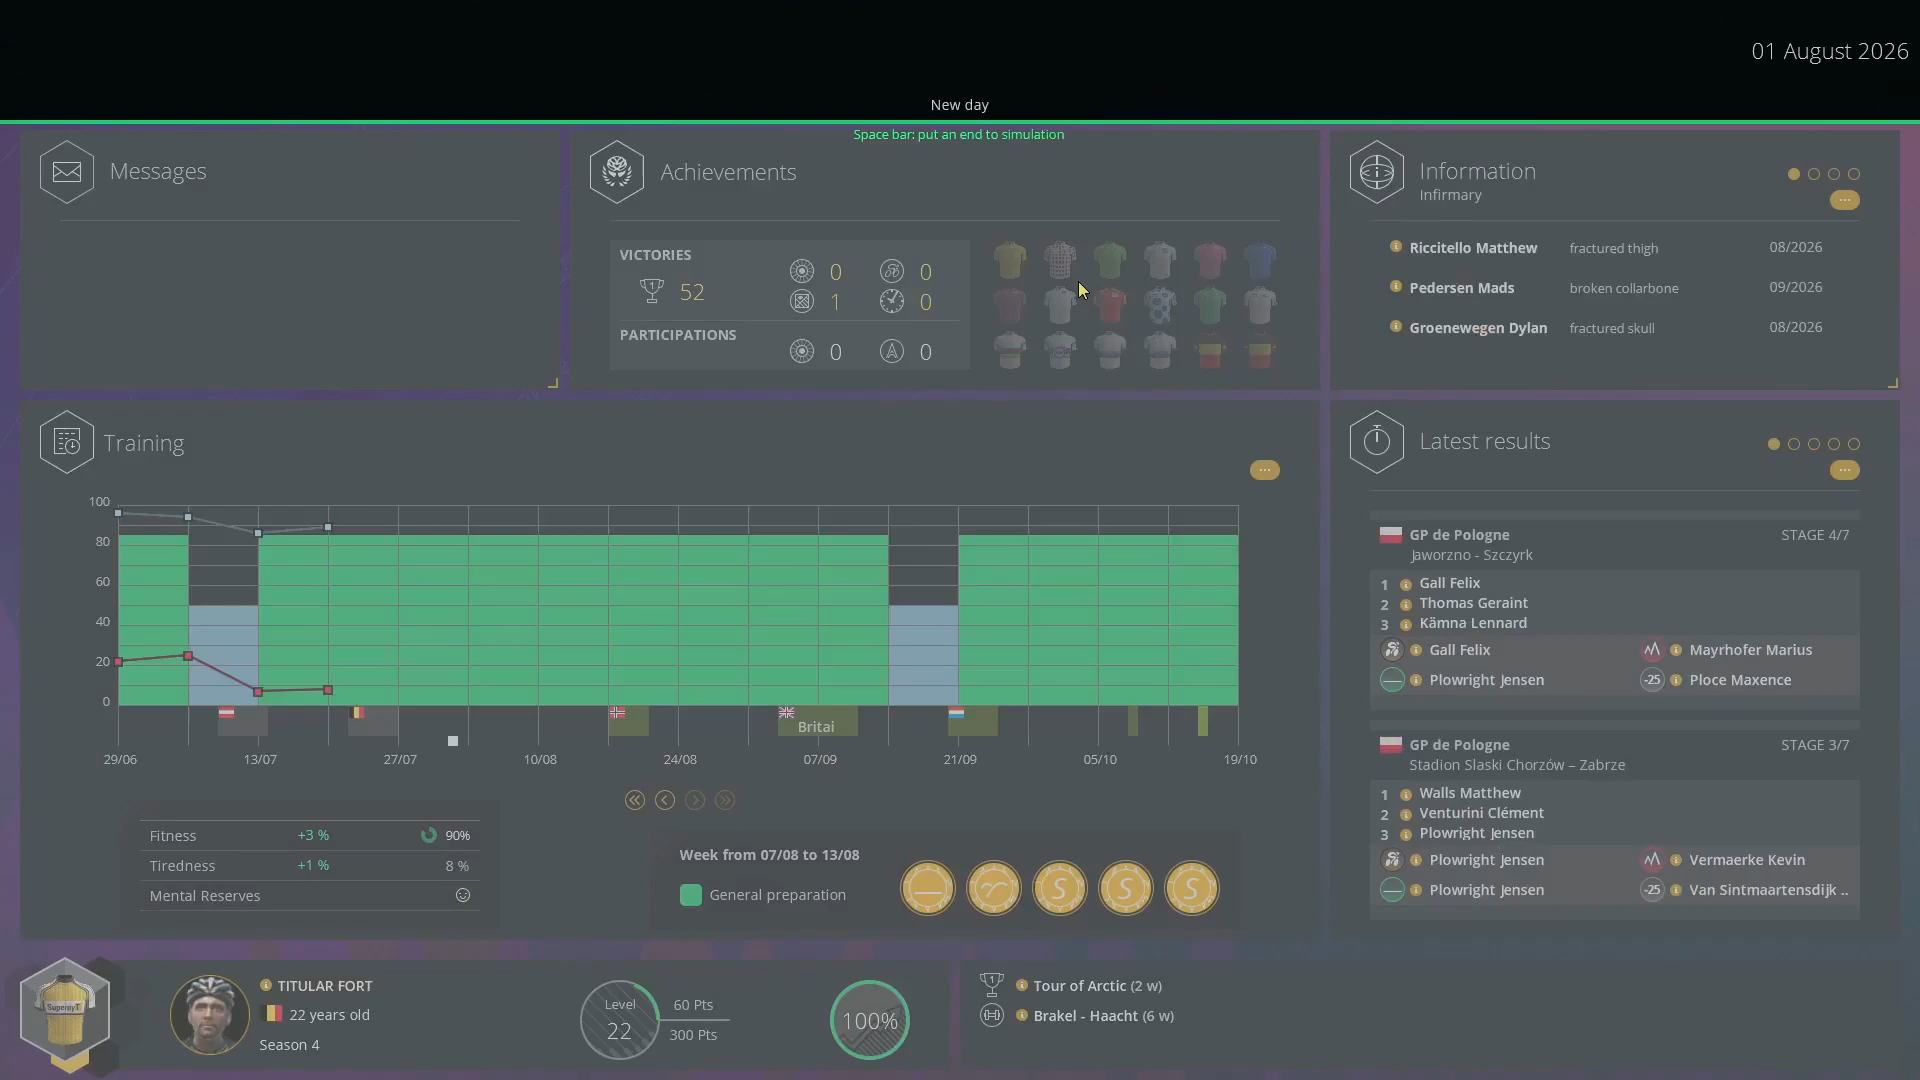 01 August 2026
New day
Space bar: put an end to simulation
Messages
Achievements
VICTORIES
52
0
0
1
0
PARTICIPATIONS
0
0
Information
Infirmary
Riccitello Matthew fractured thigh 08/2026
Pedersen Mads broken collarbone 09/2026
Groenewegen Dylan fractured skull 08/2026
Training
100
80
60
40
20
0
Britai
29/06 13/07 27/07 10/08 24/08 07/09 21/09 05/10 19/10
Fitness +3 % 90%
Tiredness +1 % 8 %
Mental Reserves
Week from 07/08 to 13/08
General preparation
S S S
Latest results
GP de Pologne STAGE 4/7
Jaworzno - Szczyrk
1 Gall Felix
2 Thomas Geraint
3 Kämna Lennard
Gall Felix Mayrhofer Marius
Plowright Jensen -25 Ploce Maxence
GP de Pologne STAGE 3/7
Stadion Slaski Chorzów – Zabrze
1 Walls Matthew
2 Venturini Clément
3 Plowright Jensen
Plowright Jensen Vermaerke Kevin
Plowright Jensen -25 Van Sintmaartensdijk ..
TITULAR FORT
22 years old
Season 4
Level
22
60 Pts
300 Pts
100%
Tour of Arctic (2 w)
Brakel - Haacht (6 w)